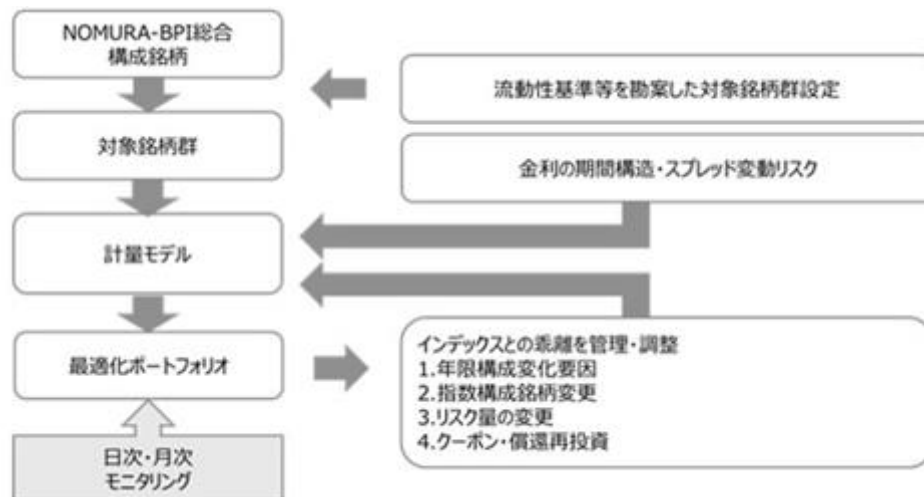 NOMURA-BPI総合
構成銘柄
流動性基準等を勘案した対象銘柄群設定
対象銘柄群
金利の期間構造・スプレッド変動リスク
計量モデル
最適化ポートフォリオ
インデックスとの乖離を管理・調整
1.年限構成変化要因
2.指数構成銘柄変更
3.リスク量の変更
4.クーポン・償還再投資
日次・月次
モニタリング